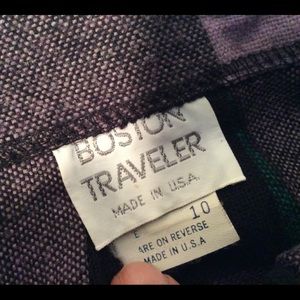 BOSTON
TRAVELER
MADE IN U.S.A.
10
ARE ON REVERSE
MADE IN U.S.A